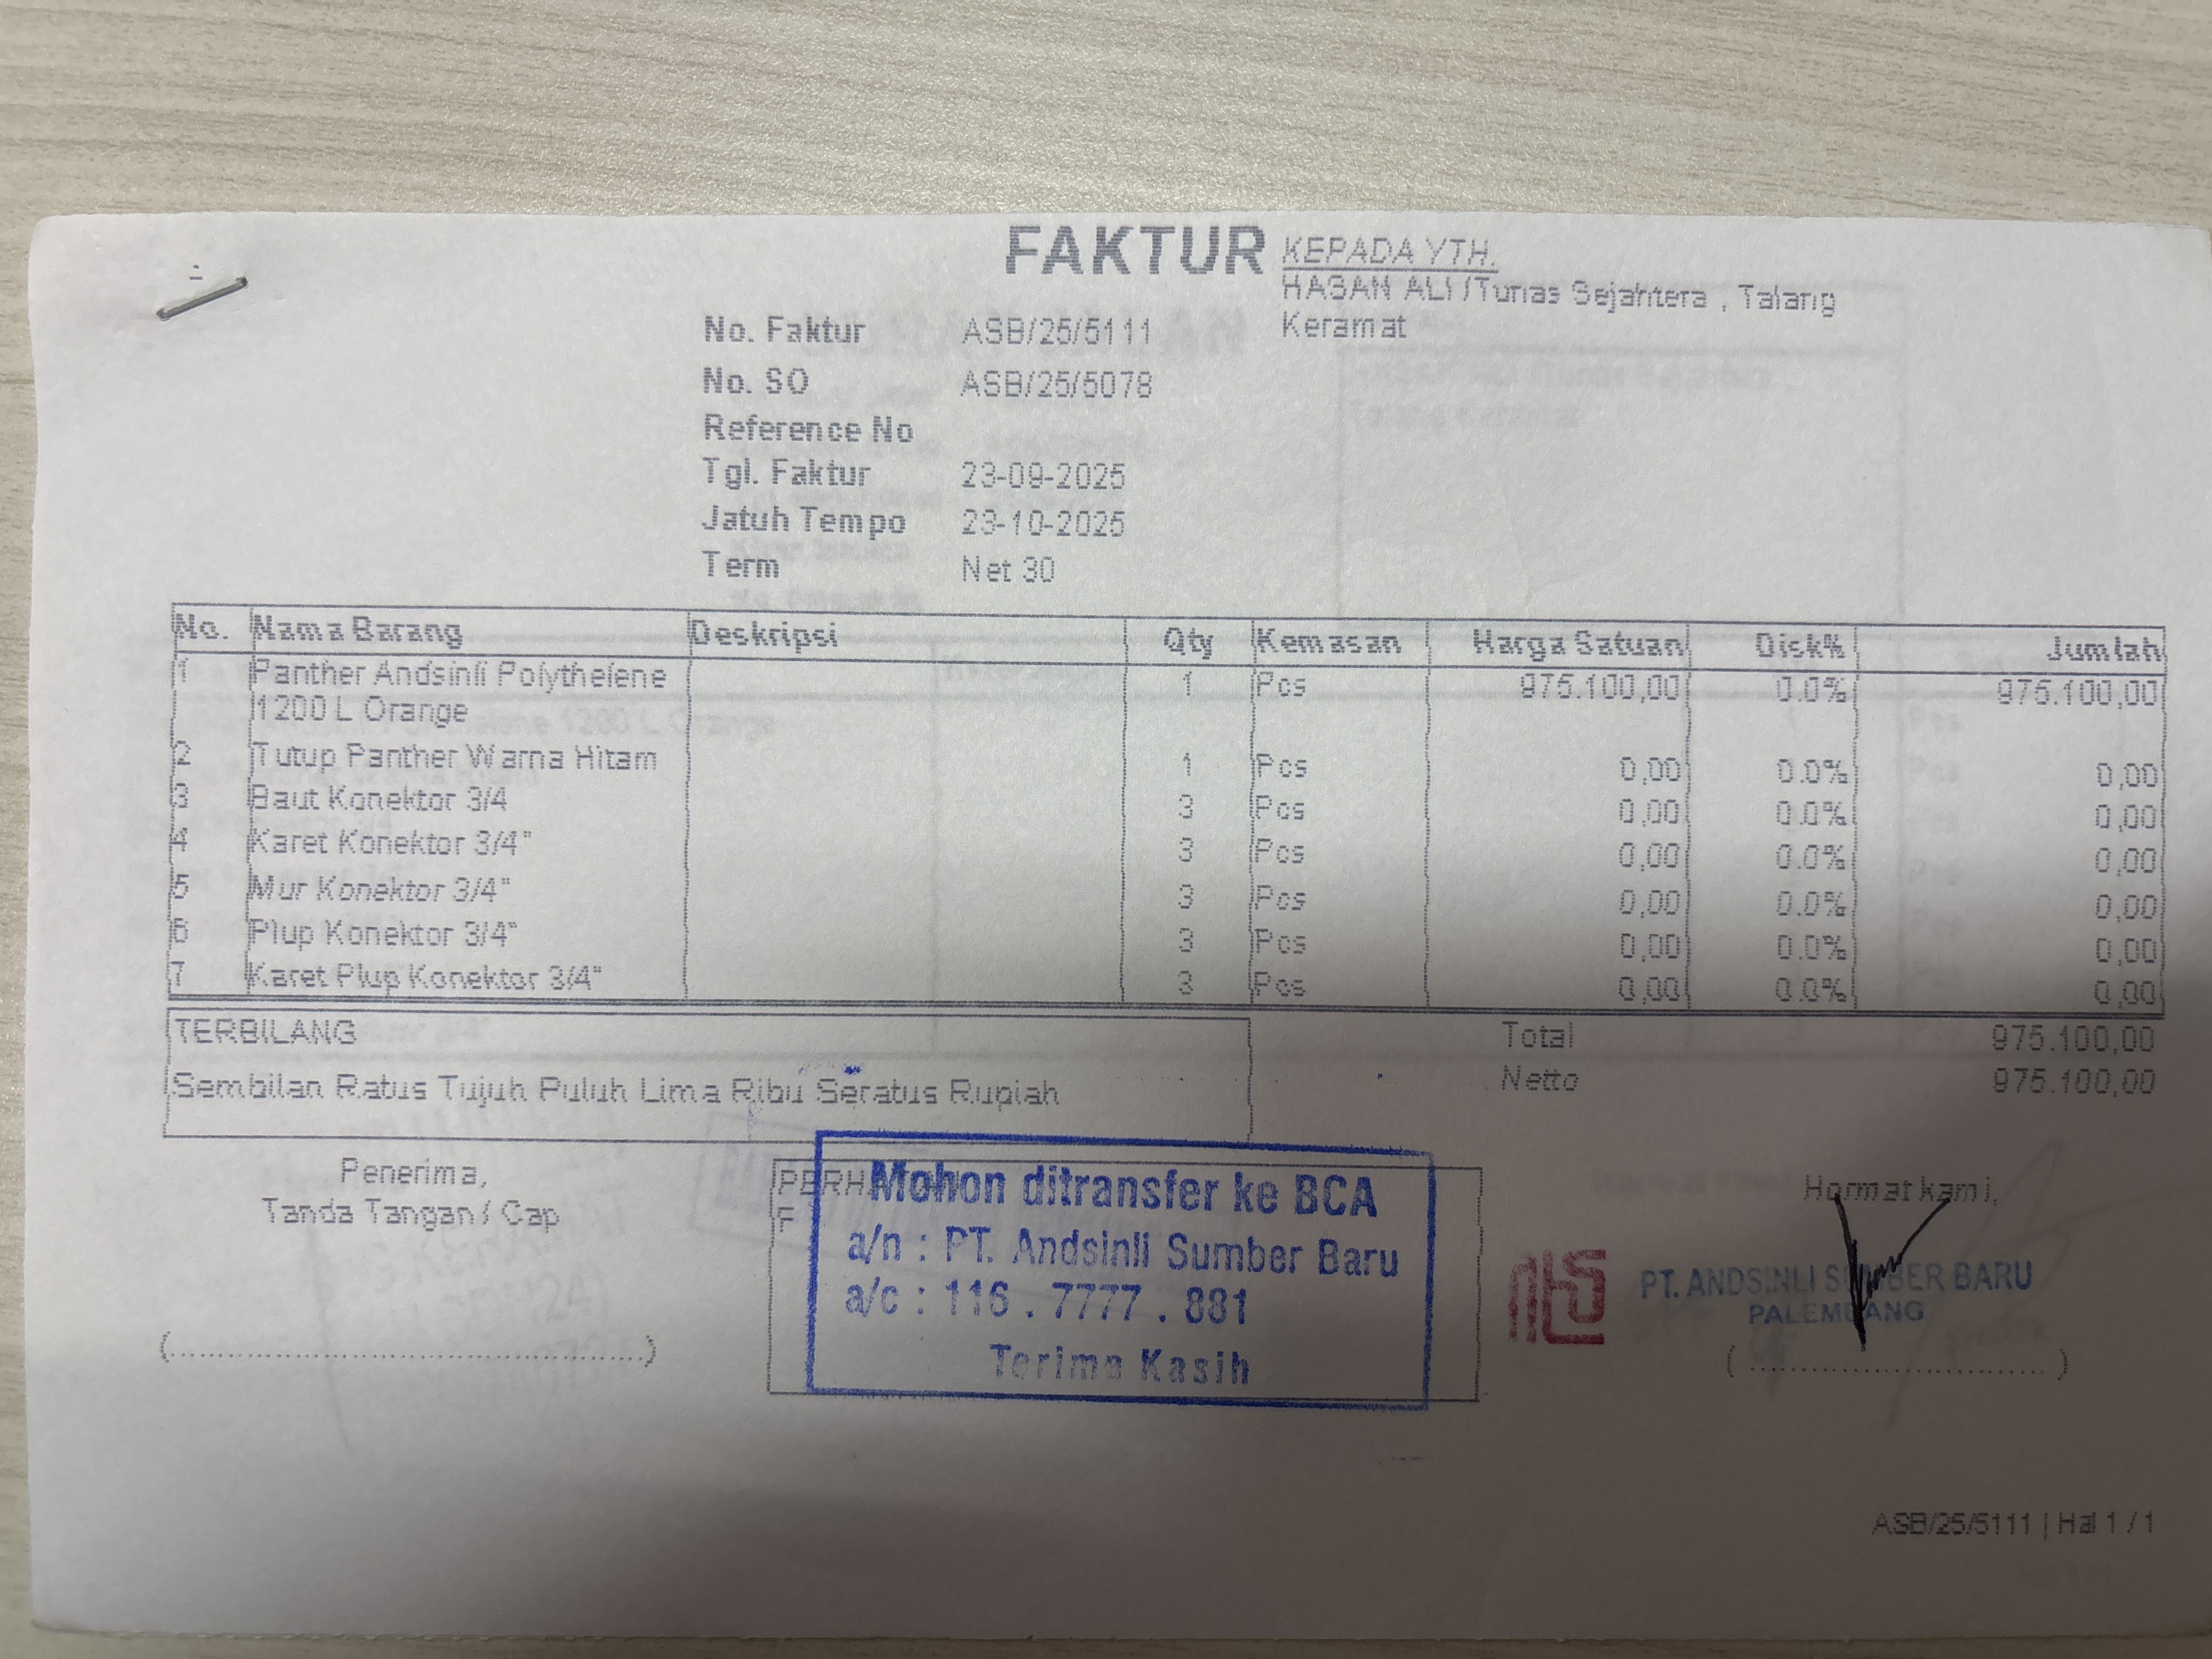 FAKTUR
KEPADA YTH.
HASAN ALI /Tunas Sejahtera , Talang
Keramat
No. Faktur ASB/25/5111
No. SO ASB/25/5078
Reference No
Tgl. Faktur 23-09-2025
Jatuh Tempo 23-10-2025
Term Net 30
No. Nama Barang Deskripsi Qty Kemasan Harga Satuan Disk% Jumlah
1 Panther Andsinli Polythelene 1 Pcs 975.100,00 0.0% 975.100,00
1200 L Orange
2 Tutup Panther Warna Hitam 1 Pcs 0,00 0.0% 0,00
3 Baut Konektor 3/4 3 Pcs 0,00 0.0% 0,00
4 Karet Konektor 3/4" 3 Pcs 0,00 0.0% 0,00
5 Mur Konektor 3/4" 3 Pcs 0,00 0.0% 0,00
6 Plup Konektor 3/4" 3 Pcs 0,00 0.0% 0,00
7 Karet Plup Konektor 3/4" 3 Pcs 0,00 0.0% 0,00
TERBILANG
Sembilan Ratus Tujuh Puluh Lima Ribu Seratus Rupiah
Total 975.100,00
Netto 975.100,00
Penerima,
Tanda Tangan / Cap
(..................................................)
Mohon ditransfer ke BCA
a/n : PT. Andsinli Sumber Baru
a/c : 116 . 7777 . 881
Terima Kasih
Hormat kami,
PT. ANDSINLI SUMBER BARU
PALEMBANG
( ................................ )
ASB/25/5111 | Hal 1 / 1